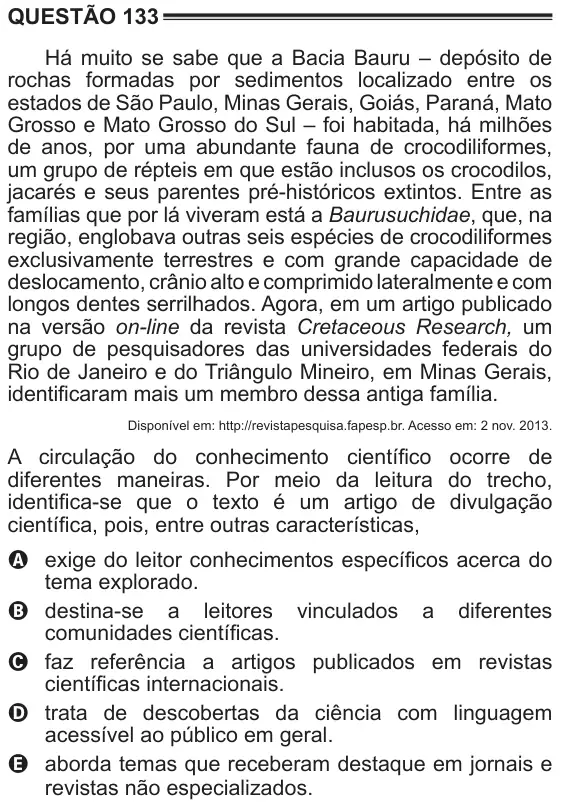 QUESTÃO 133
Há muito se sabe que a Bacia Bauru – depósito de
rochas formadas por sedimentos localizado entre os
estados de São Paulo, Minas Gerais, Goiás, Paraná, Mato
Grosso e Mato Grosso do Sul – foi habitada, há milhões
de anos, por uma abundante fauna de crocodiliformes,
um grupo de répteis em que estão inclusos os crocodilos,
jacarés e seus parentes pré-históricos extintos. Entre as
famílias que por lá viveram está a Baurusuchidae, que, na
região, englobava outras seis espécies de crocodiliformes
exclusivamente terrestres e com grande capacidade de
deslocamento, crânio alto e comprimido lateralmente e com
longos dentes serrilhados. Agora, em um artigo publicado
na versão on-line da revista Cretaceous Research, um
grupo de pesquisadores das universidades federais do
Rio de Janeiro e do Triângulo Mineiro, em Minas Gerais,
identificaram mais um membro dessa antiga família.
Disponível em: http://revistapesquisa.fapesp.br. Acesso em: 2 nov. 2013.
A circulação do conhecimento científico ocorre de
diferentes maneiras. Por meio da leitura do trecho,
identifica-se que o texto é um artigo de divulgação
científica, pois, entre outras características,
A exige do leitor conhecimentos específicos acerca do
tema explorado.
B destina-se a leitores vinculados a diferentes
comunidades científicas.
C faz referência a artigos publicados em revistas
científicas internacionais.
D trata de descobertas da ciência com linguagem
acessível ao público em geral.
E aborda temas que receberam destaque em jornais e
revistas não especializados.